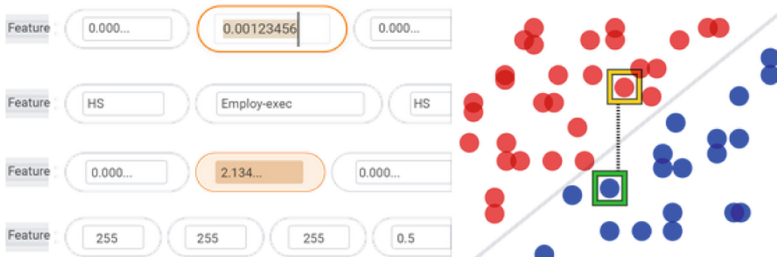 Feature 0.000... 0.00123456 0.000...
Feature HS Employ-exec HS
Feature 0.000... 2.134... 0.000...
Feature 255 255 255 0.5